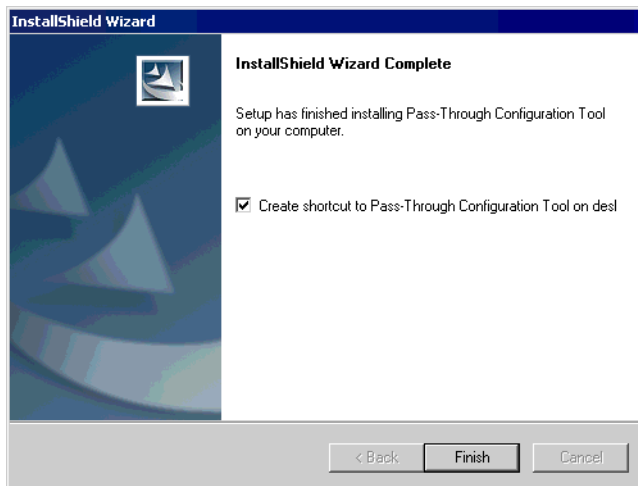 InstallShield Wizard
InstallShield Wizard Complete
Setup has finished installing Pass-Through Configuration Tool
on your computer.
Create shortcut to Pass-Through Configuration Tool on desl
< Back
Finish
Cancel